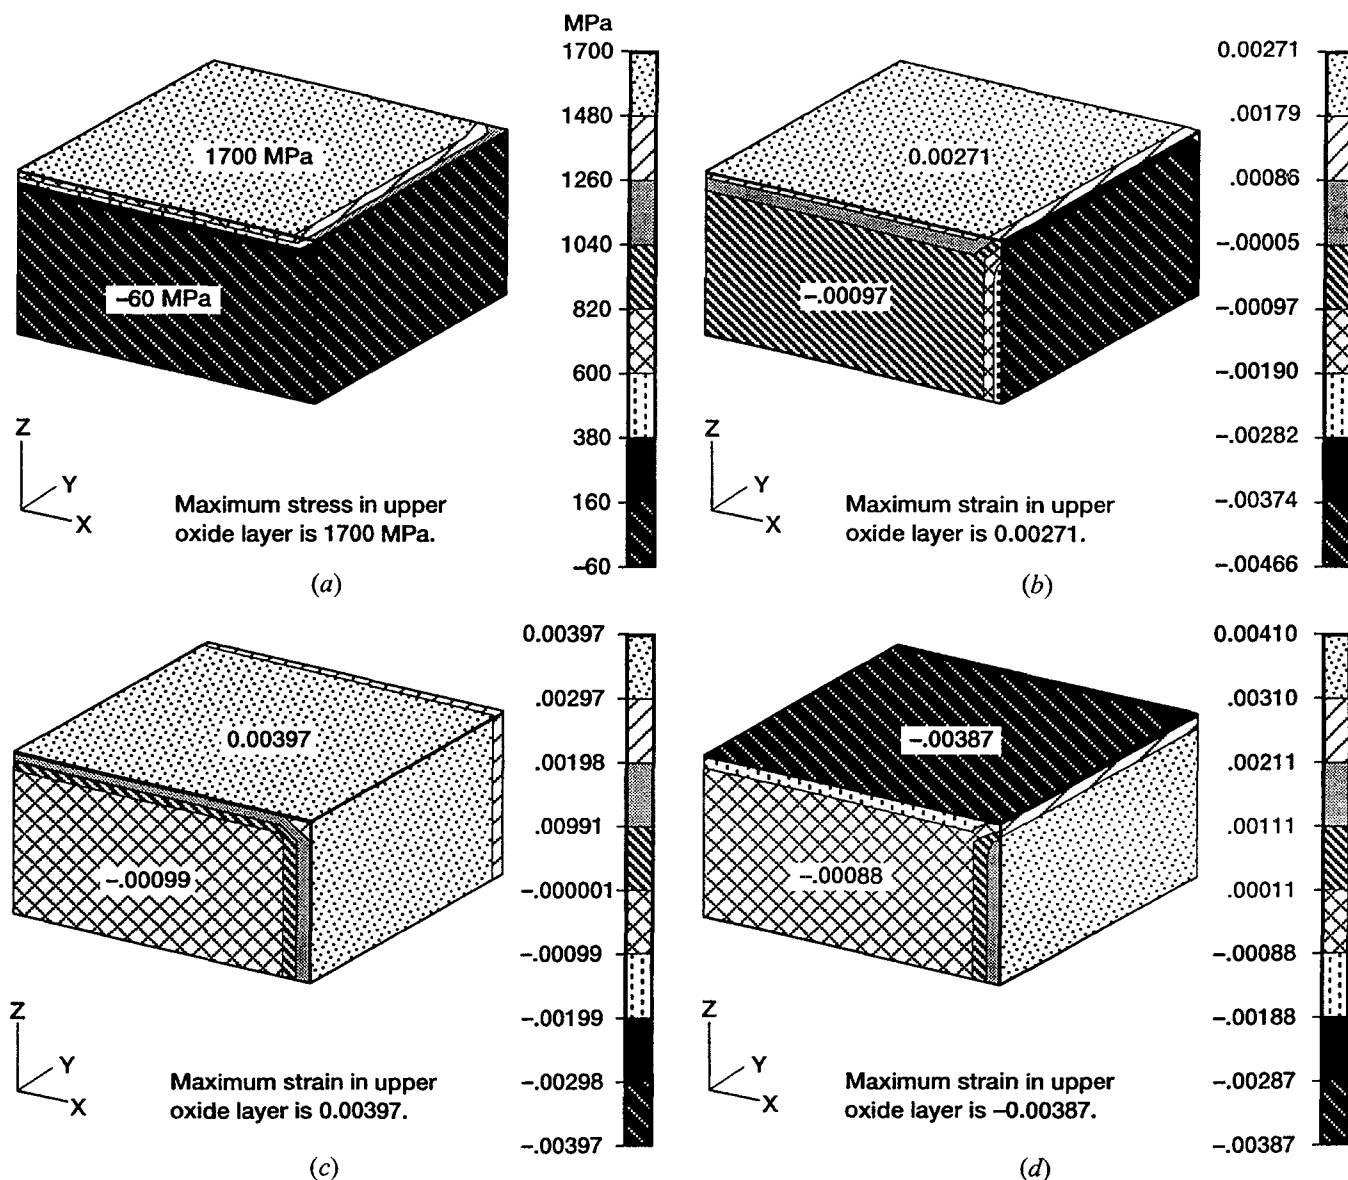 MPa
1700
1480
1260
1040
820
600
380
160
–60
1700 MPa
–60 MPa
Z
Y
X
Maximum stress in upper
oxide layer is 1700 MPa.
(a)
0.00271
.00179
.00086
–.00005
–.00097
–.00190
–.00282
–.00374
–.00466
0.00271
–.00097
Z
Y
X
Maximum strain in upper
oxide layer is 0.00271.
(b)
0.00397
.00297
.00198
.00991
–.000001
–.00099
–.00199
–.00298
–.00397
0.00397
–.00099
Z
Y
X
Maximum strain in upper
oxide layer is 0.00397.
(c)
0.00410
.00310
.00211
.00111
.00011
–.00088
–.00188
–.00287
–.00387
–.00387
–.00088
Z
Y
X
Maximum strain in upper
oxide layer is –0.00387.
(d)